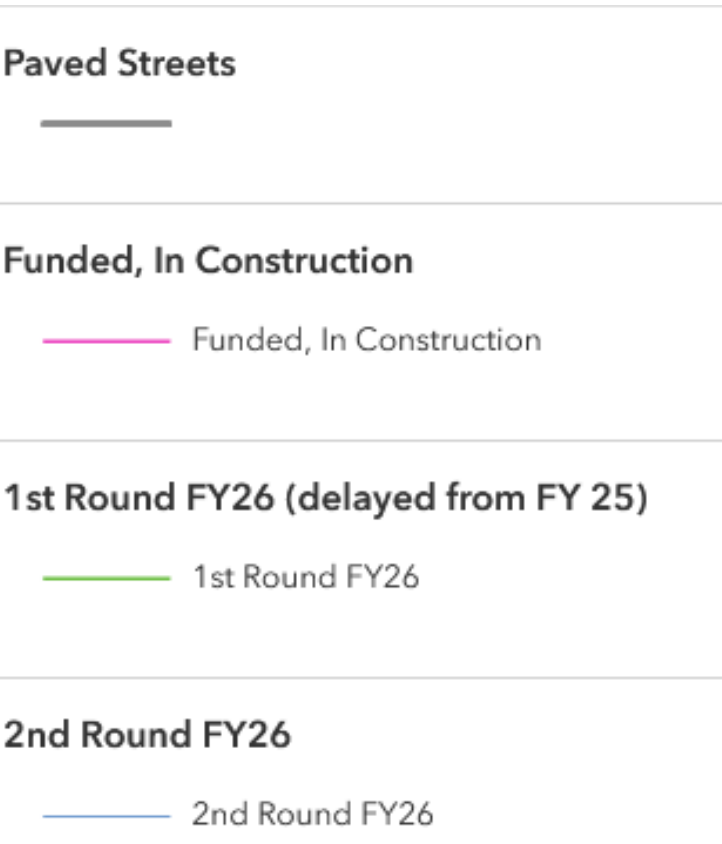 Paved Streets
Funded, In Construction
Funded, In Construction
1st Round FY26 (delayed from FY 25)
1st Round FY26
2nd Round FY26
2nd Round FY26